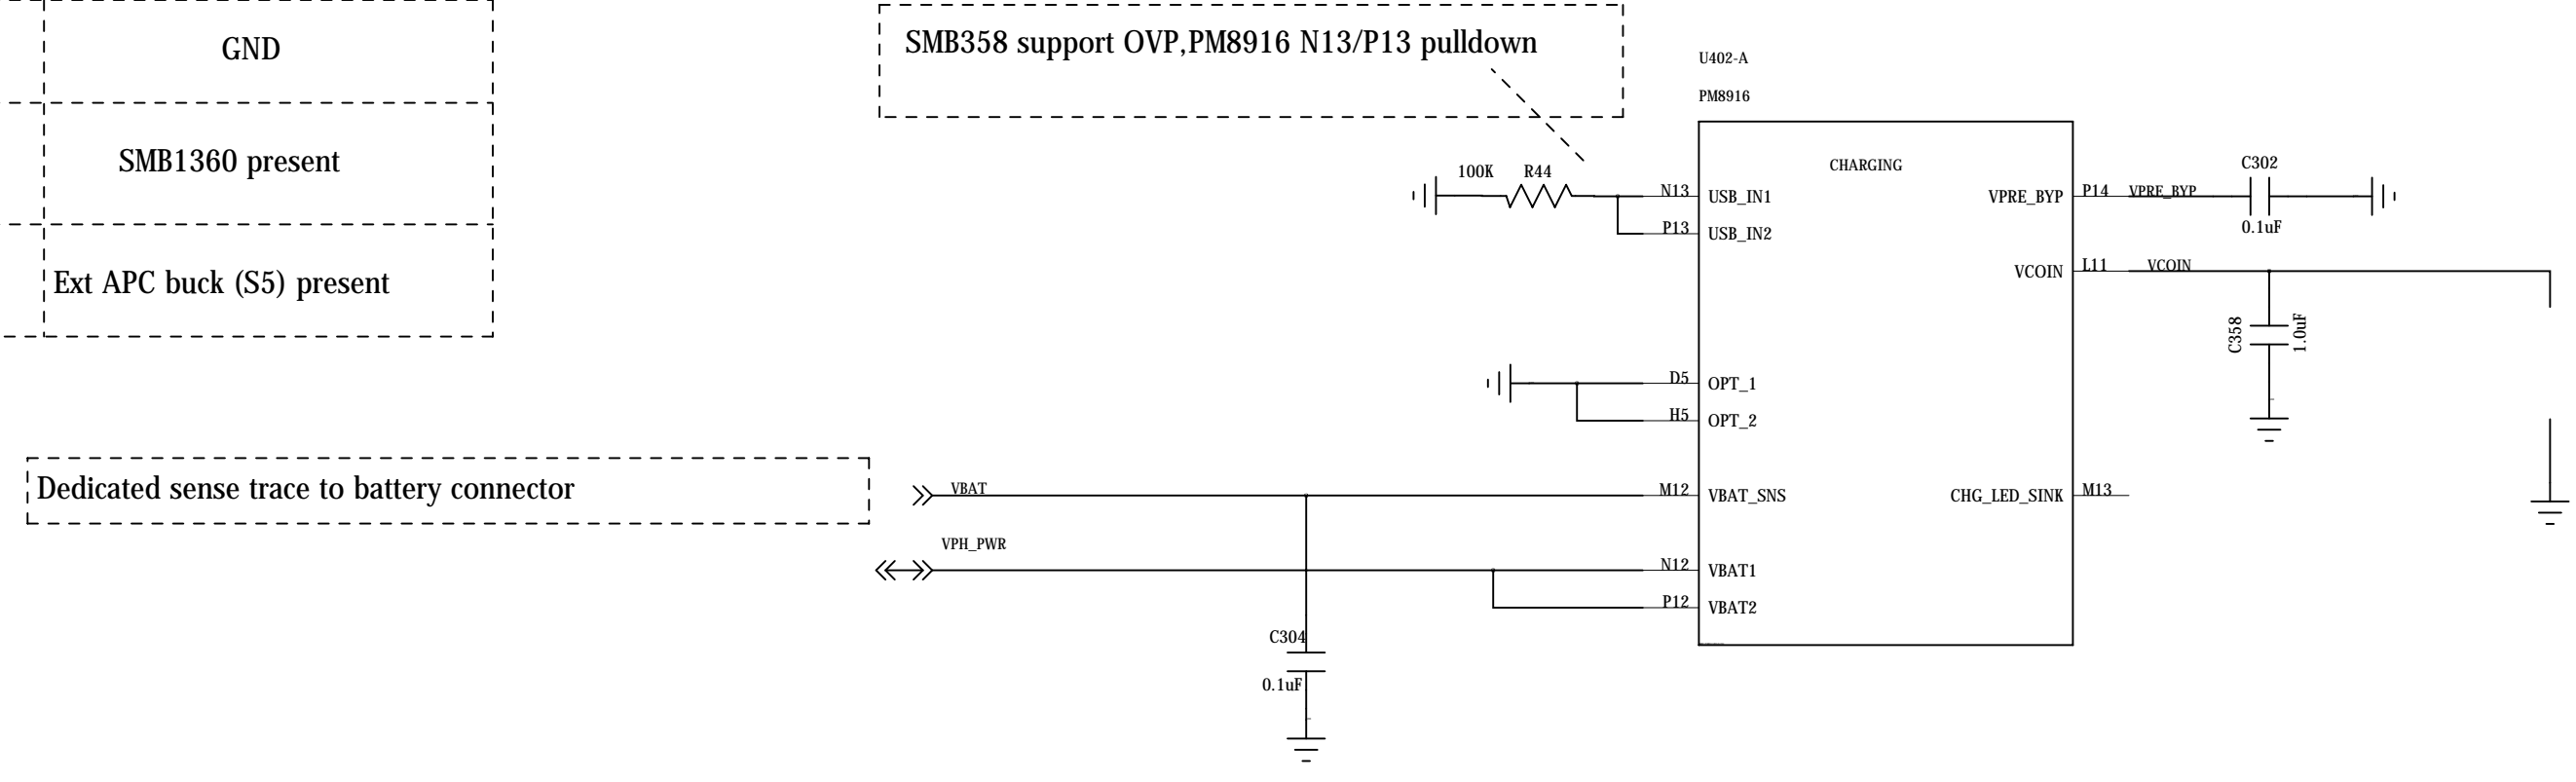 GND
SMB1360 present
Ext APC buck (S5) present
SMB358 support OVP,PM8916 N13/P13 pulldown
U402-A
PM8916
CHARGING
100K R44
N13 USB_IN1
P13 USB_IN2
VPRE_BYP P14 VPRE_BYP
C302
0.1uF
VCOIN L11 VCOIN
C358
1.0uF
D5 OPT_1
H5 OPT_2
Dedicated sense trace to battery connector
VBAT
M12 VBAT_SNS
CHG_LED_SINK M13
VPH_PWR
N12 VBAT1
P12 VBAT2
C304
0.1uF